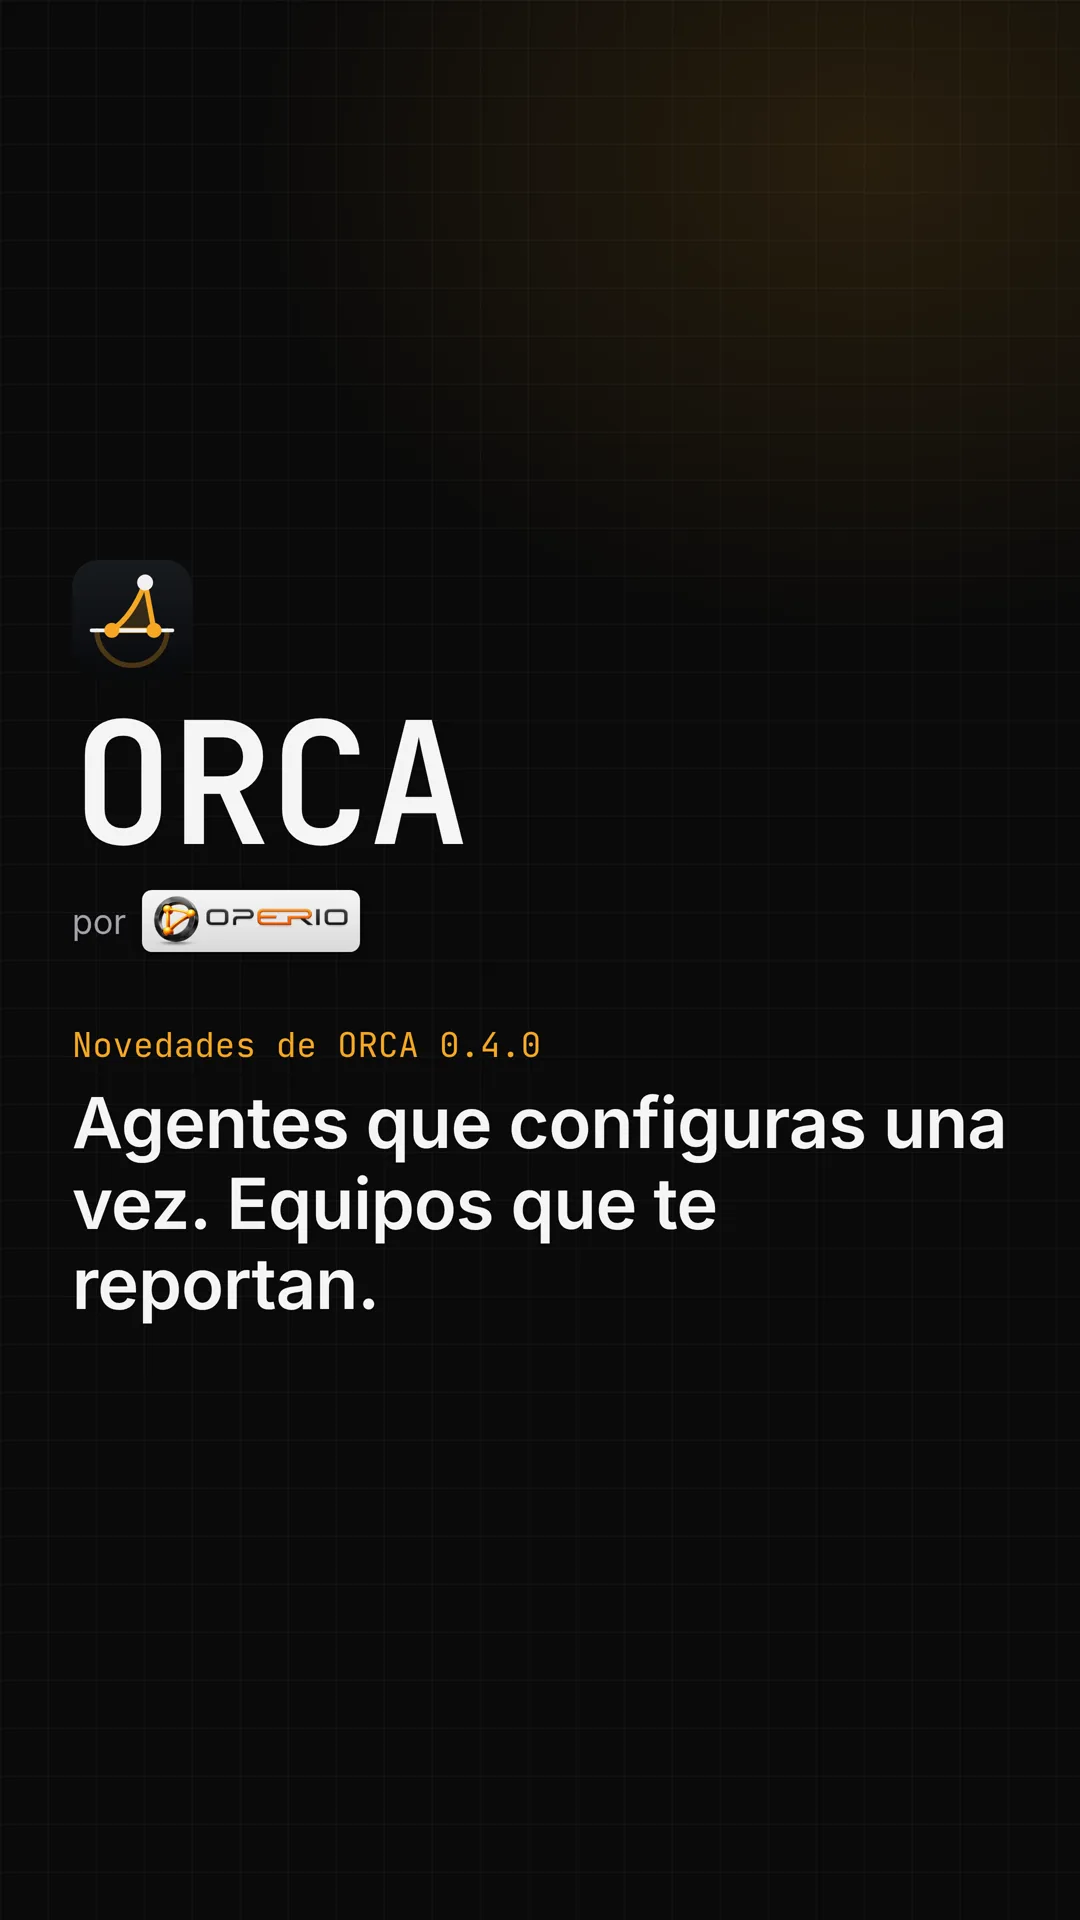 ORCA
por OPERIO
Novedades de ORCA 0.4.0
Agentes que configuras una
vez. Equipos que te
reportan.